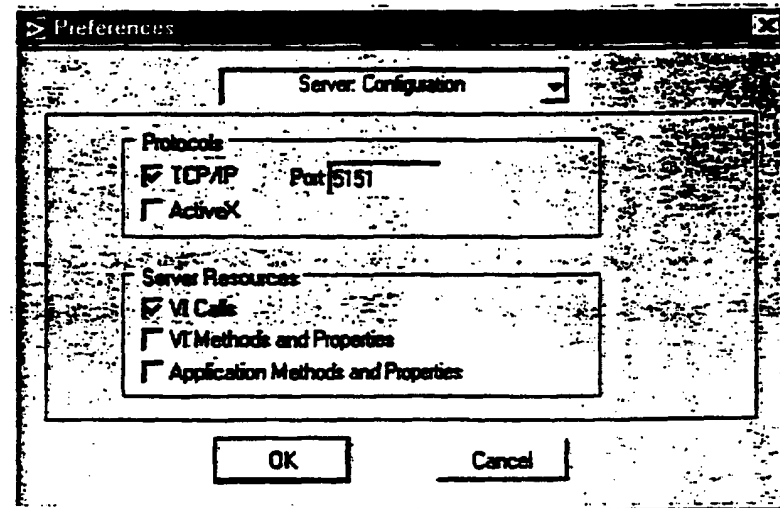 Preferences
Server: Configuration
Protocols
TCP/IP Port 5151
ActiveX
Server Resources
VI Calls
VI Methods and Properties
Application Methods and Properties
OK Cancel